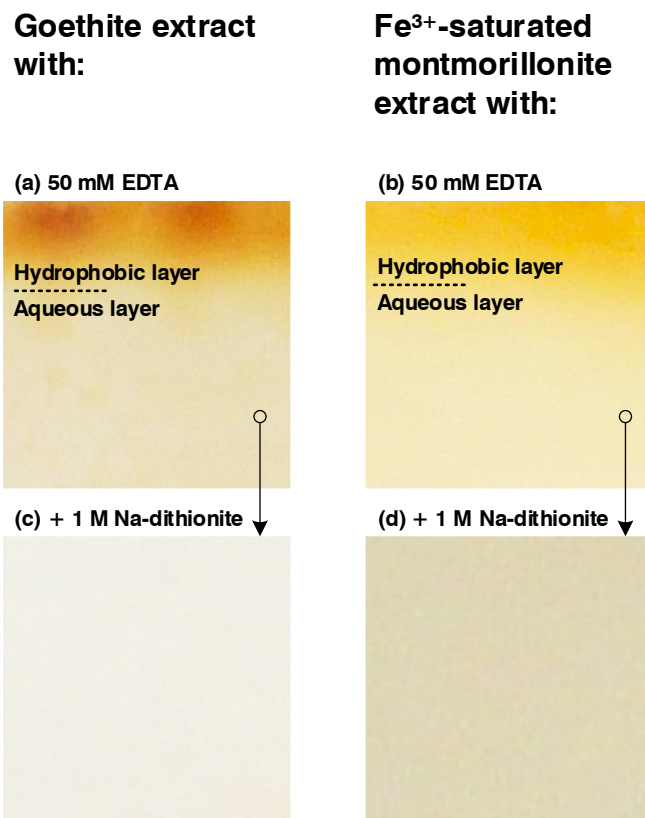 Goethite extract
with:
Fe³⁺-saturated
montmorillonite
extract with:
(a) 50 mM EDTA
(b) 50 mM EDTA
Hydrophobic layer
Aqueous layer
Hydrophobic layer
Aqueous layer
(c) + 1 M Na-dithionite
(d) + 1 M Na-dithionite